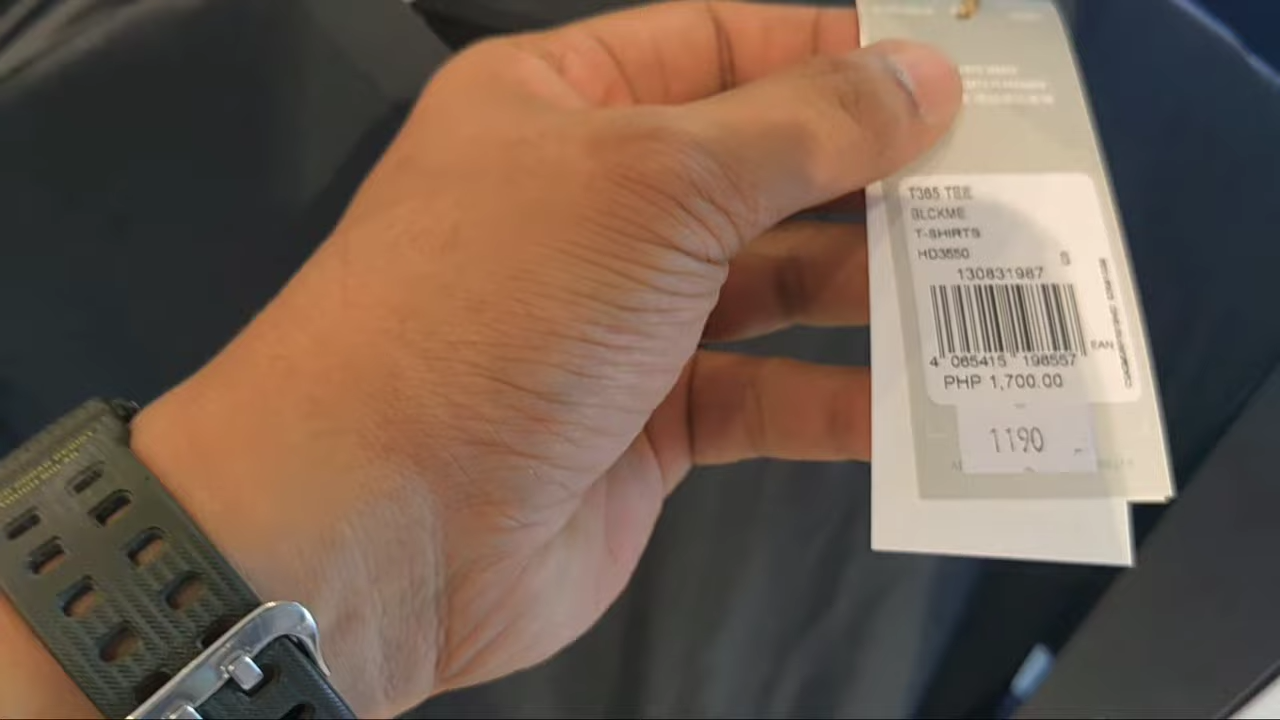 T365 TEE
BLCKME
T-SHIRTS
HD3550
S
130831987
EAN
4 065415 198557
PHP 1,700.00
1190